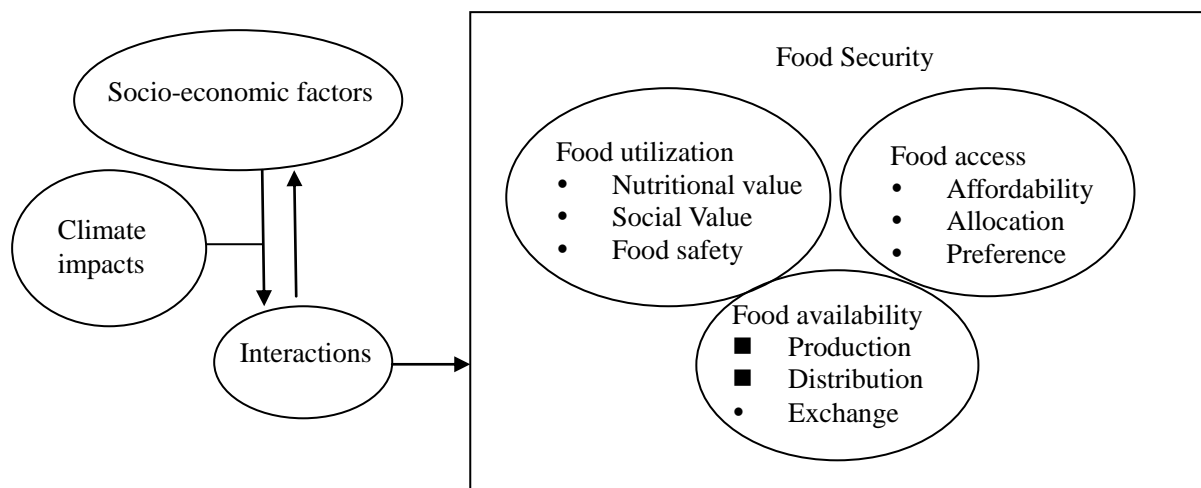 Socio-economic factors
Climate
impacts
Interactions
Food Security
Food utilization
• Nutritional value
• Social Value
• Food safety
Food access
• Affordability
• Allocation
• Preference
Food availability
■ Production
■ Distribution
• Exchange